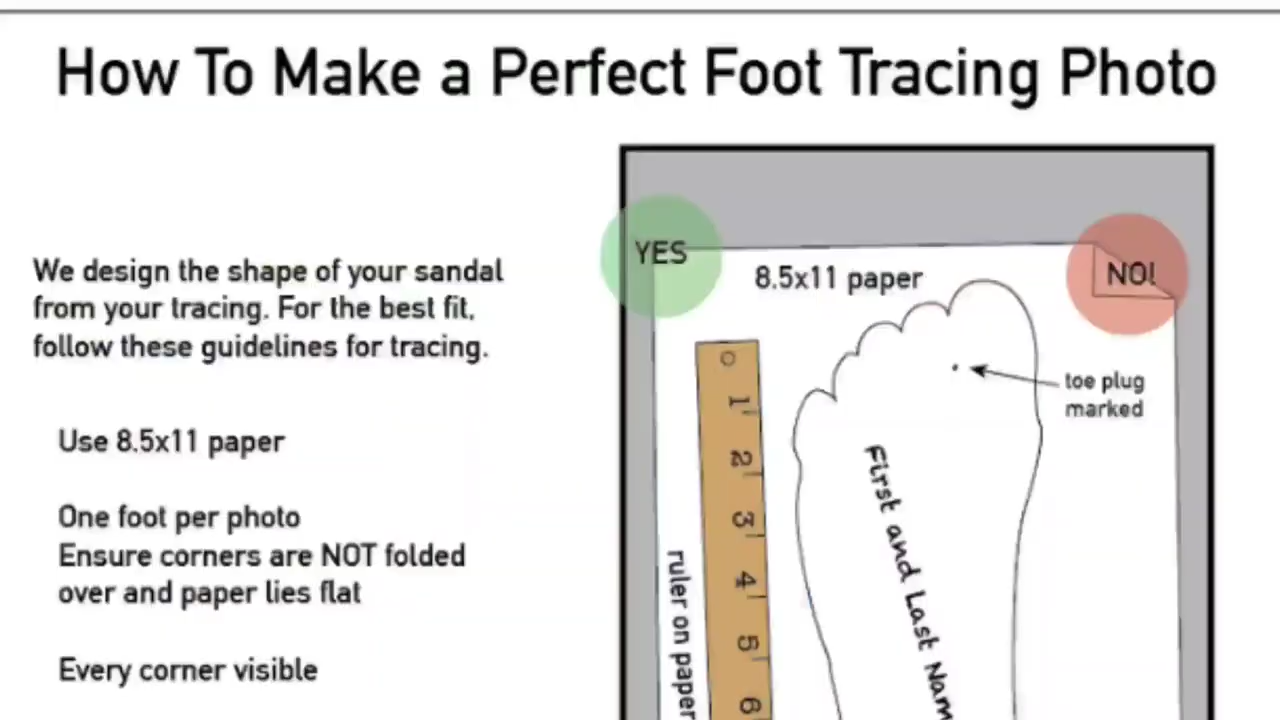 How To Make a Perfect Foot Tracing Photo
We design the shape of your sandal
from your tracing. For the best fit,
follow these guidelines for tracing.
Use 8.5x11 paper
One foot per photo
Ensure corners are NOT folded
over and paper lies flat
Every corner visible
YES
NO!
8.5x11 paper
toe plug
marked
0
1
2
3
4
5
6
ruler on paper
First and Last Nam